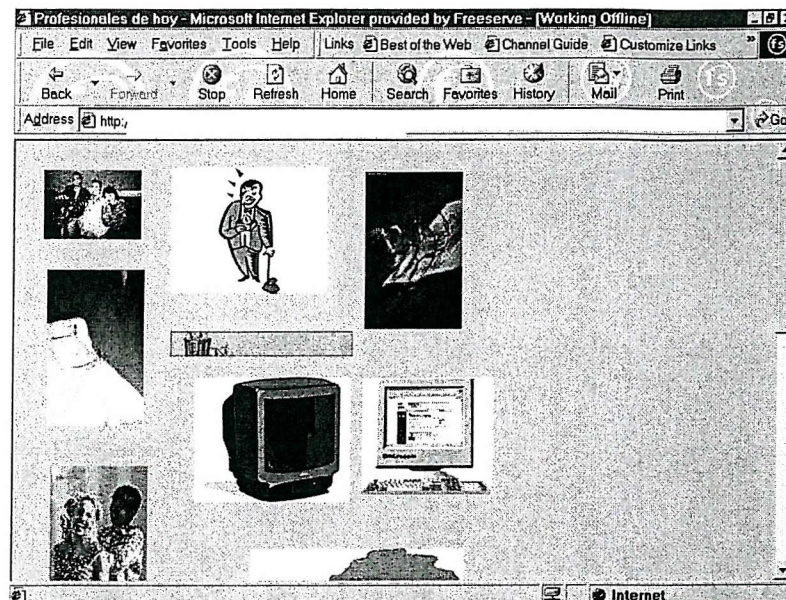 Profesionales de hoy - Microsoft Internet Explorer provided by Freeserve - [Working Offline]
File Edit View Favorites Tools Help Links Best of the Web Channel Guide Customize Links »
Back Forward Stop Refresh Home Search Favorites History Mail Print
Address http:/ Go
Internet